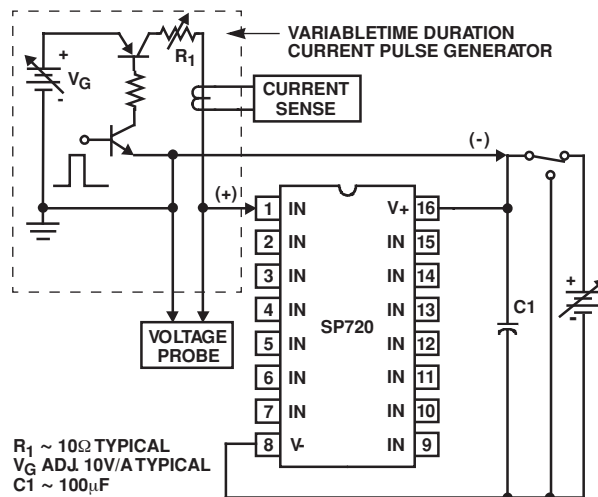 VARIABLETIME DURATION
CURRENT PULSE GENERATOR
+
R1
VG
-
CURRENT
SENSE
(-)
(+)
1 IN V+ 16
2 IN IN 15
3 IN IN 14
4 IN IN 13
SP720
5 IN IN 12
6 IN IN 11
7 IN IN 10
8 V- IN 9
VOLTAGE
PROBE
C1
+
-
R1 ~ 10Ω TYPICAL
VG ADJ. 10V/A TYPICAL
C1 ~ 100μF